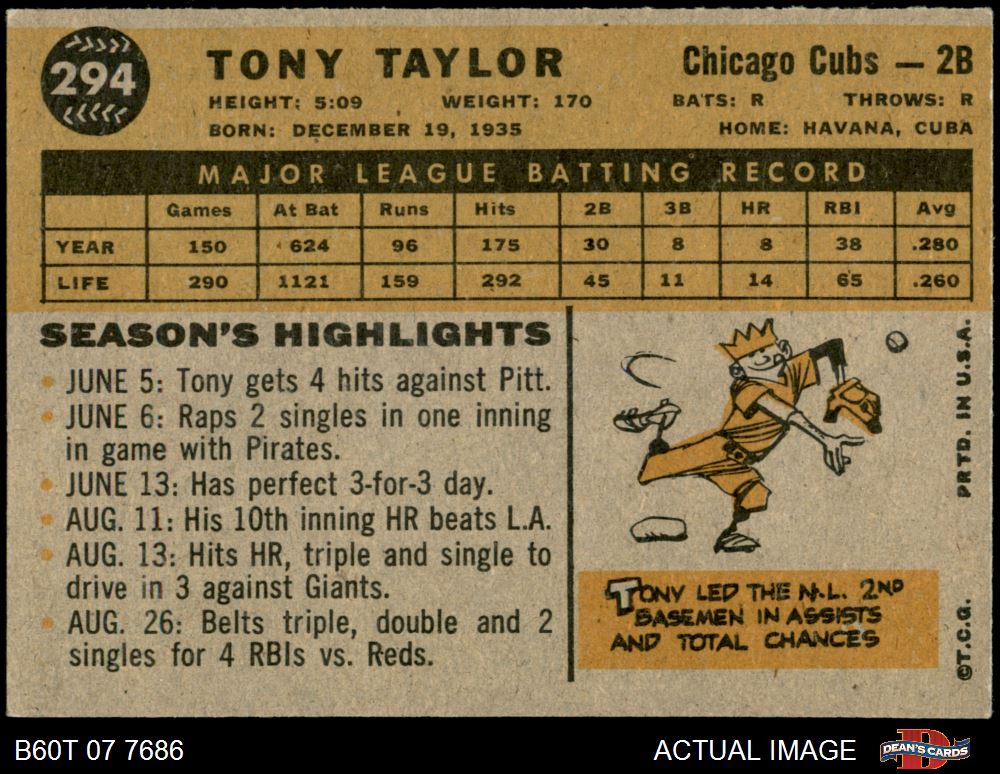 294
TONY TAYLOR
Chicago Cubs — 2B
HEIGHT: 5:09 WEIGHT: 170 BATS: R THROWS: R
BORN: DECEMBER 19, 1935 HOME: HAVANA, CUBA
MAJOR LEAGUE BATTING RECORD
Games At Bat Runs Hits 2B 3B HR RBI Avg
YEAR 150 624 96 175 30 8 8 38 .280
LIFE 290 1121 159 292 45 11 14 65 .260
SEASON'S HIGHLIGHTS
• JUNE 5: Tony gets 4 hits against Pitt.
• JUNE 6: Raps 2 singles in one inning
in game with Pirates.
• JUNE 13: Has perfect 3-for-3 day.
• AUG. 11: His 10th inning HR beats L.A.
• AUG. 13: Hits HR, triple and single to
drive in 3 against Giants.
• AUG. 26: Belts triple, double and 2
singles for 4 RBIs vs. Reds.
TONY LED THE N.L. 2ND
BASEMEN IN ASSISTS
AND TOTAL CHANCES
©T.C.G. PRTD. IN U.S.A.
B60T 07 7686 ACTUAL IMAGE
DEAN'S CARDS